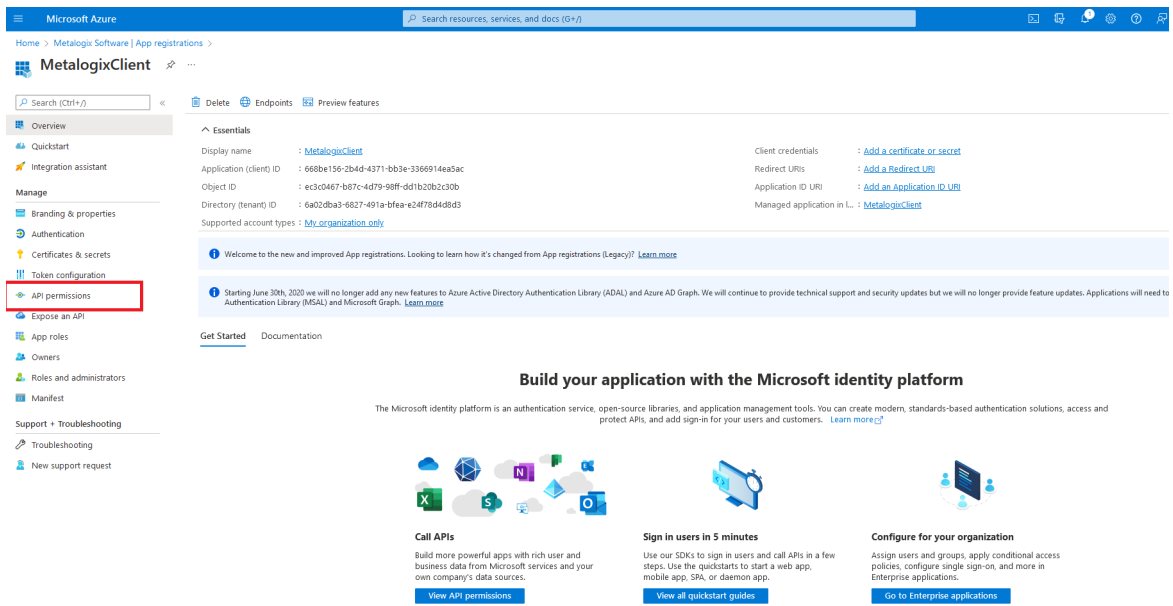 Microsoft Azure
Search resources, services, and docs (G+/)
1
Home > Metalogix Software | App registrations >
MetalogixClient
Search (Ctrl+/)
Overview
Quickstart
Integration assistant
Manage
Branding & properties
Authentication
Certificates & secrets
Token configuration
API permissions
Expose an API
App roles
Owners
Roles and administrators
Manifest
Support + Troubleshooting
Troubleshooting
New support request
Delete Endpoints Preview features
Essentials
Display name : MetalogixClient
Application (client) ID : 668be156-2b4d-4371-bb3e-3366914ea5ac
Object ID : ec3c0467-b87c-4d79-98ff-dd1b20b2c30b
Directory (tenant) ID : 6a02dba3-6827-491a-bfea-e24f78d4d8d3
Supported account types : My organization only
Client credentials : Add a certificate or secret
Redirect URIs : Add a Redirect URI
Application ID URI : Add an Application ID URI
Managed application in l... : MetalogixClient
Welcome to the new and improved App registrations. Looking to learn how it's changed from App registrations (Legacy)? Learn more
Starting June 30th, 2020 we will no longer add any new features to Azure Active Directory Authentication Library (ADAL) and Azure AD Graph. We will continue to provide technical support and security updates but we will no longer provide feature updates. Applications will need to
Authentication Library (MSAL) and Microsoft Graph. Learn more
Get Started Documentation
Build your application with the Microsoft identity platform
The Microsoft identity platform is an authentication service, open-source libraries, and application management tools. You can create modern, standards-based authentication solutions, access and
protect APIs, and add sign-in for your users and customers. Learn more
N
X
S
O
Call APIs
Build more powerful apps with rich user and
business data from Microsoft services and your
own company's data sources.
View API permissions
Sign in users in 5 minutes
Use our SDKs to sign in users and call APIs in a few
steps. Use the quickstarts to start a web app,
mobile app, SPA, or daemon app.
View all quickstart guides
Configure for your organization
Assign users and groups, apply conditional access
policies, configure single sign-on, and more in
Enterprise applications.
Go to Enterprise applications